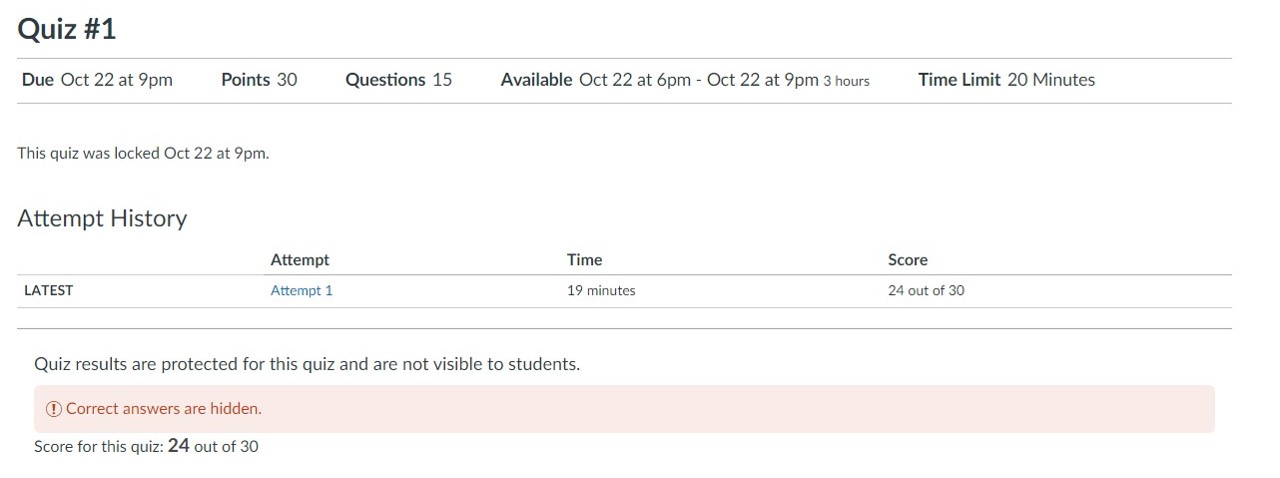 Quiz #1
Due Oct 22 at 9pm Points 30 Questions 15 Available Oct 22 at 6pm - Oct 22 at 9pm 3 hours Time Limit 20 Minutes
This quiz was locked Oct 22 at 9pm.
Attempt History
Attempt Time Score
LATEST Attempt 1 19 minutes 24 out of 30
Quiz results are protected for this quiz and are not visible to students.
Correct answers are hidden.
Score for this quiz: 24 out of 30